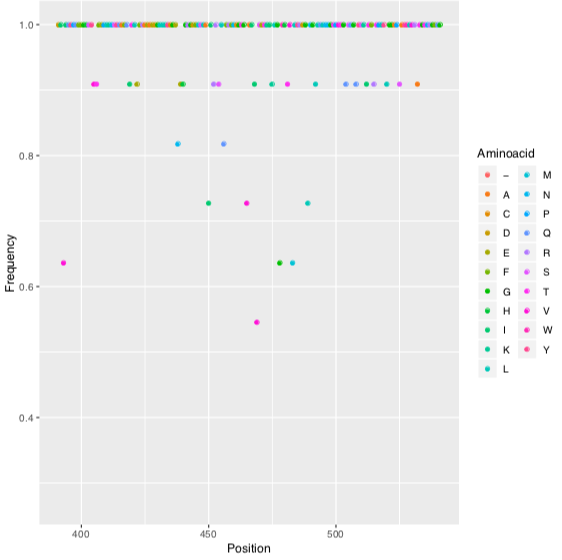 1.0
0.8
0.6
0.4
Frequency
400 450 500
Position
Aminoacid
– M
A N
C P
D Q
E R
F S
G T
H V
I W
K Y
L